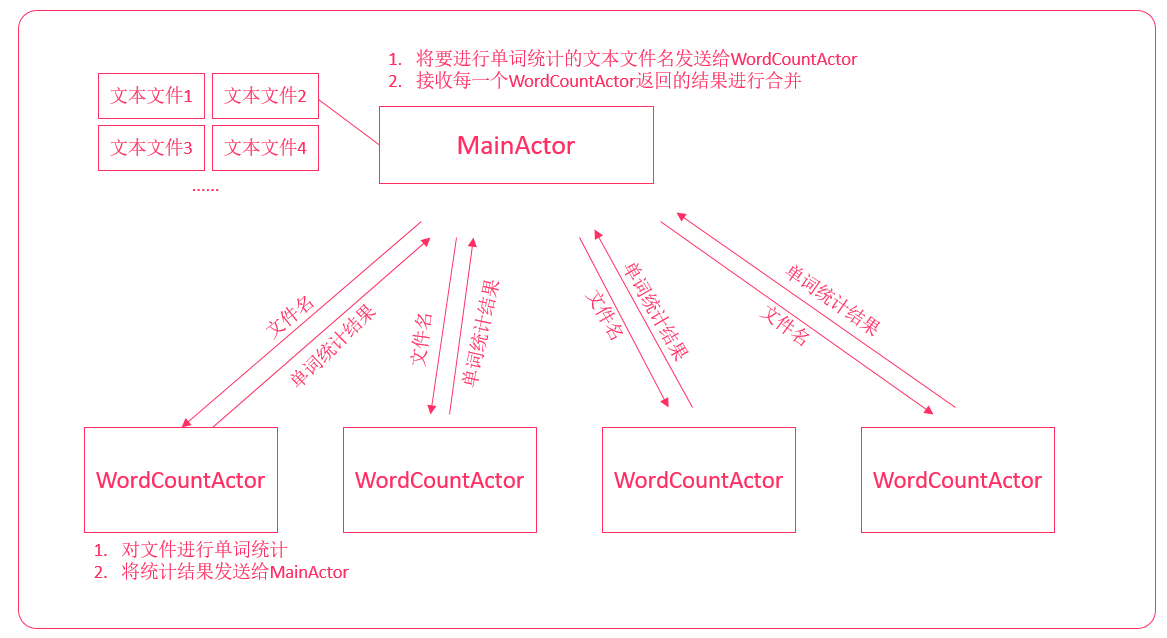 1. 将要进行单词统计的文本文件名发送给WordCountActor
2. 接收每一个WordCountActor返回的结果进行合并
文本文件1
文本文件2
文本文件3
文本文件4
......
MainActor
文件名
单词统计结果
文件名
单词统计结果
文件名
单词统计结果
文件名
单词统计结果
WordCountActor
WordCountActor
WordCountActor
WordCountActor
1. 对文件进行单词统计
2. 将统计结果发送给MainActor